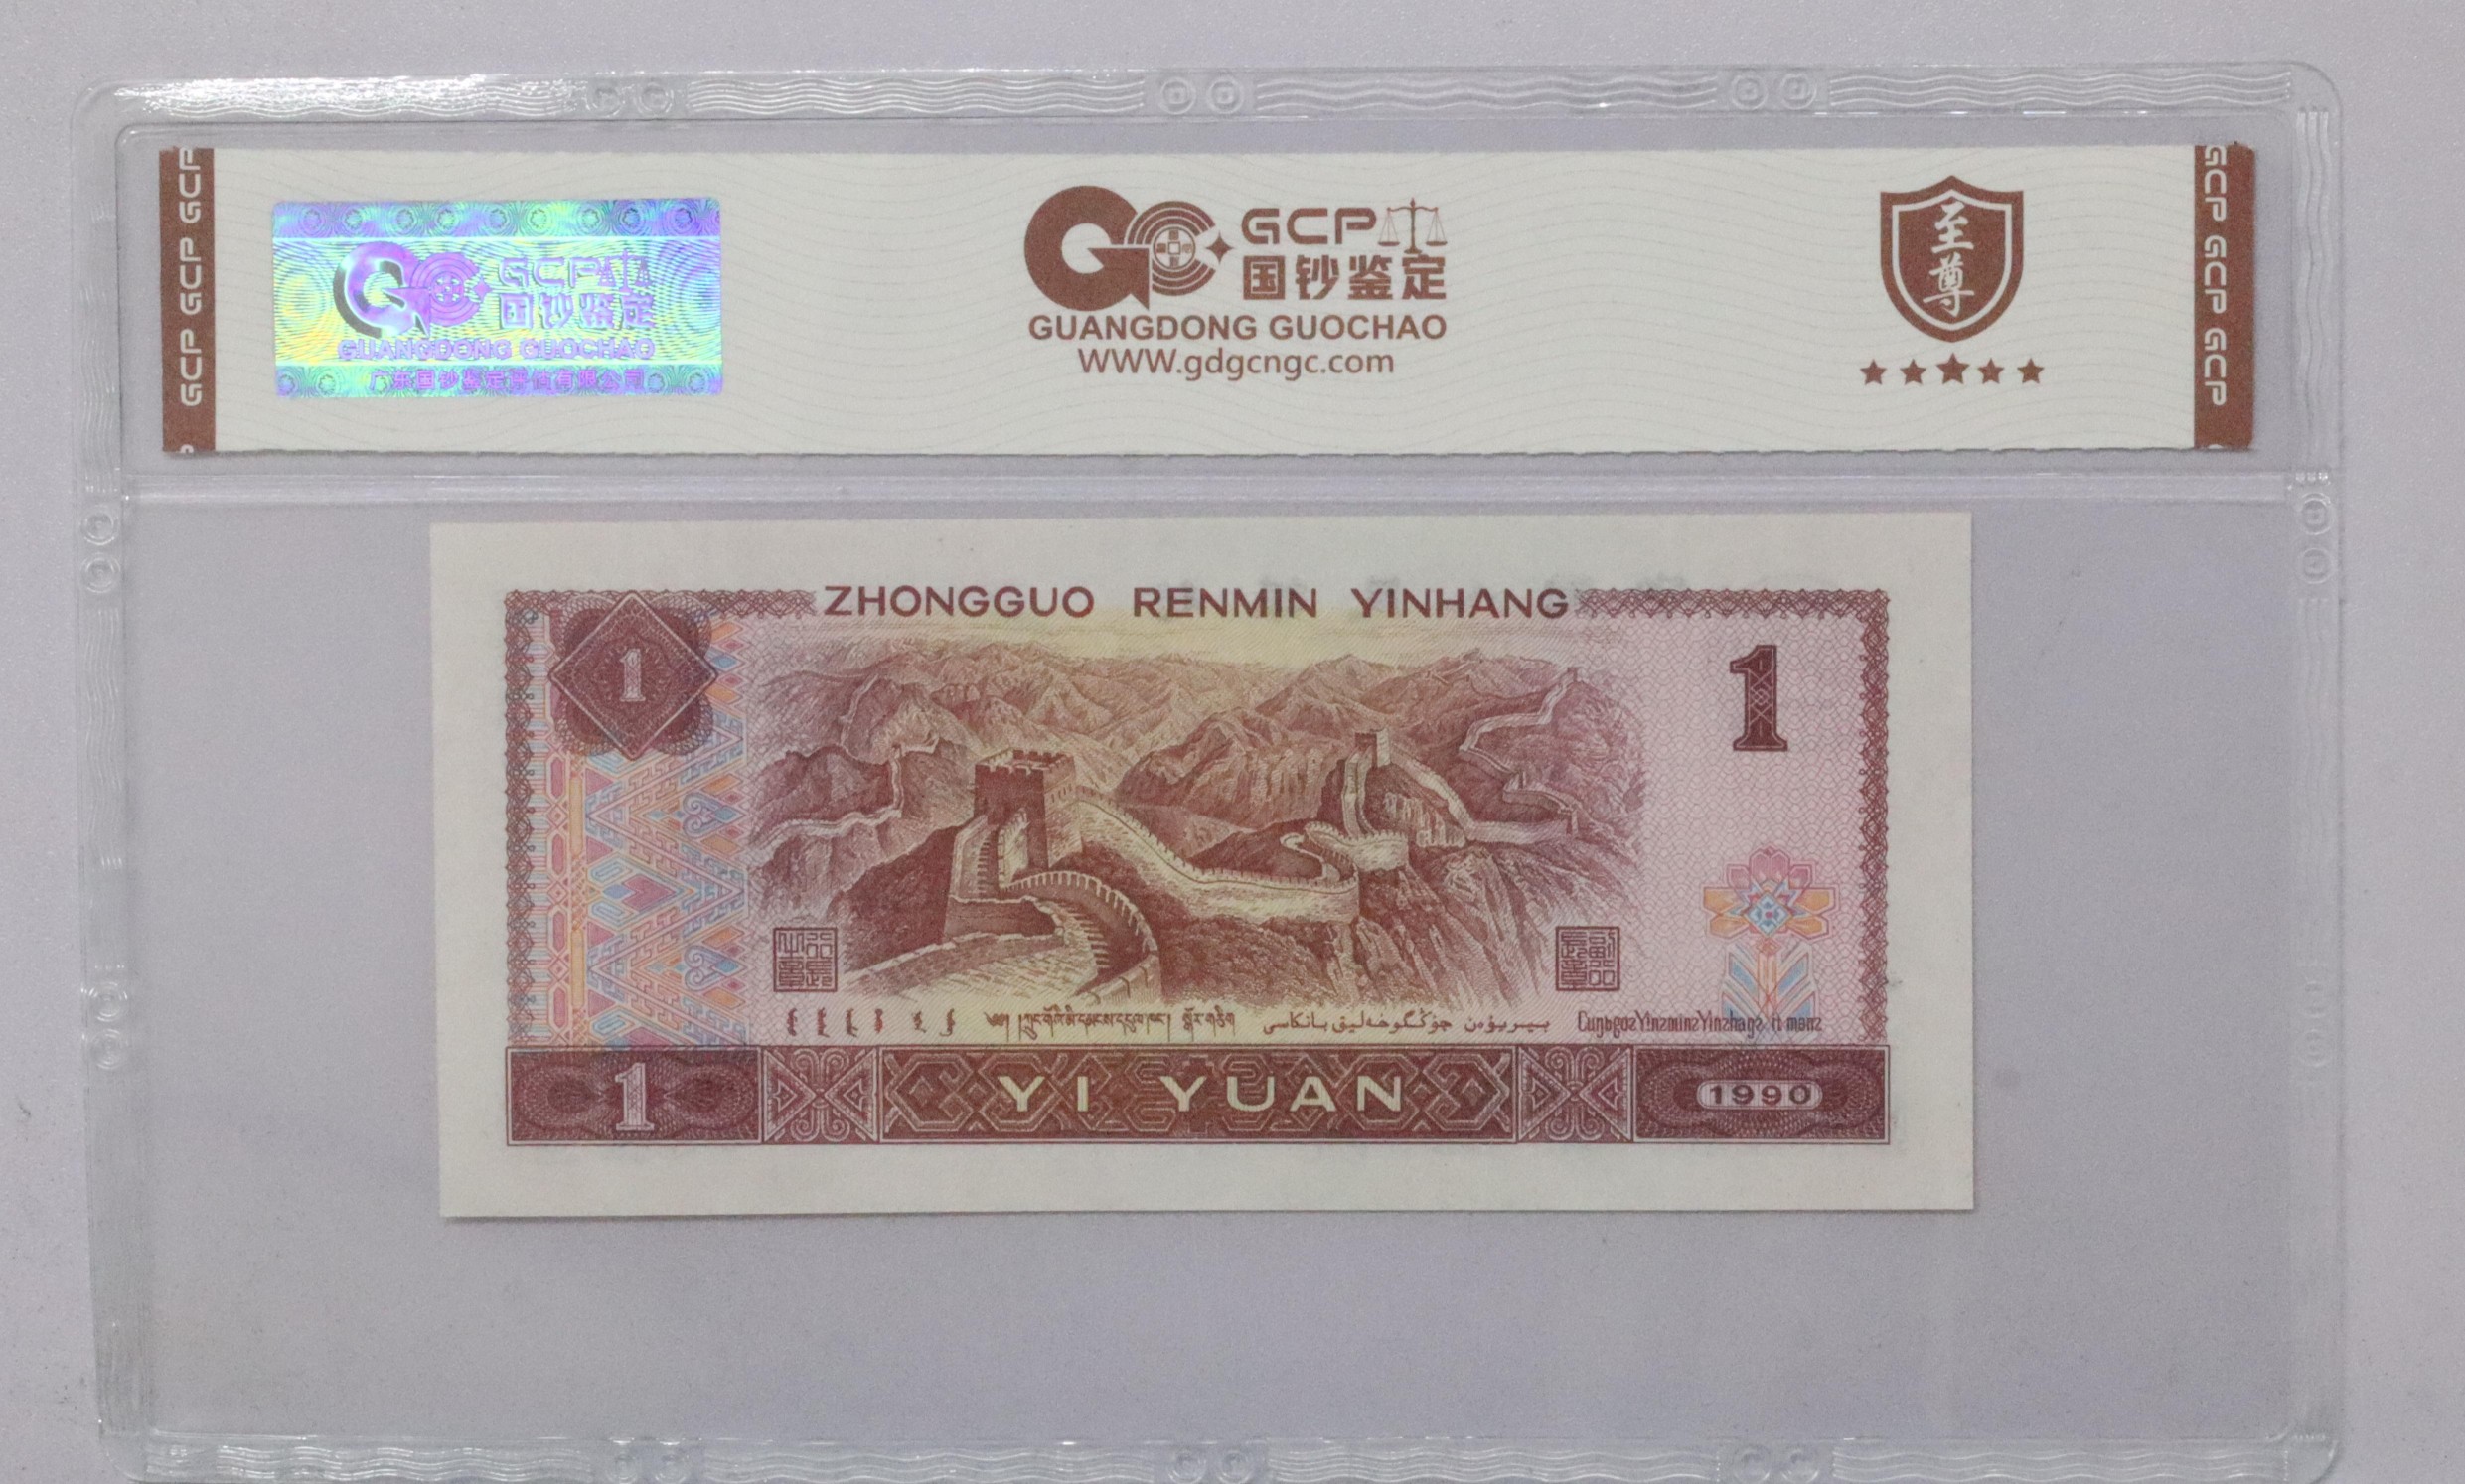 GCP GCP GCP
GCP
国钞鉴定
GUANGDONG GUOCHAO
广东国钞鉴定评估有限公司
GCP
国钞鉴定
GUANGDONG GUOCHAO
WWW.gdgcngc.com
至尊
GCP GCP GCP
ZHONGGUO RENMIN YINHANG
1
1
1
YI YUAN
1990